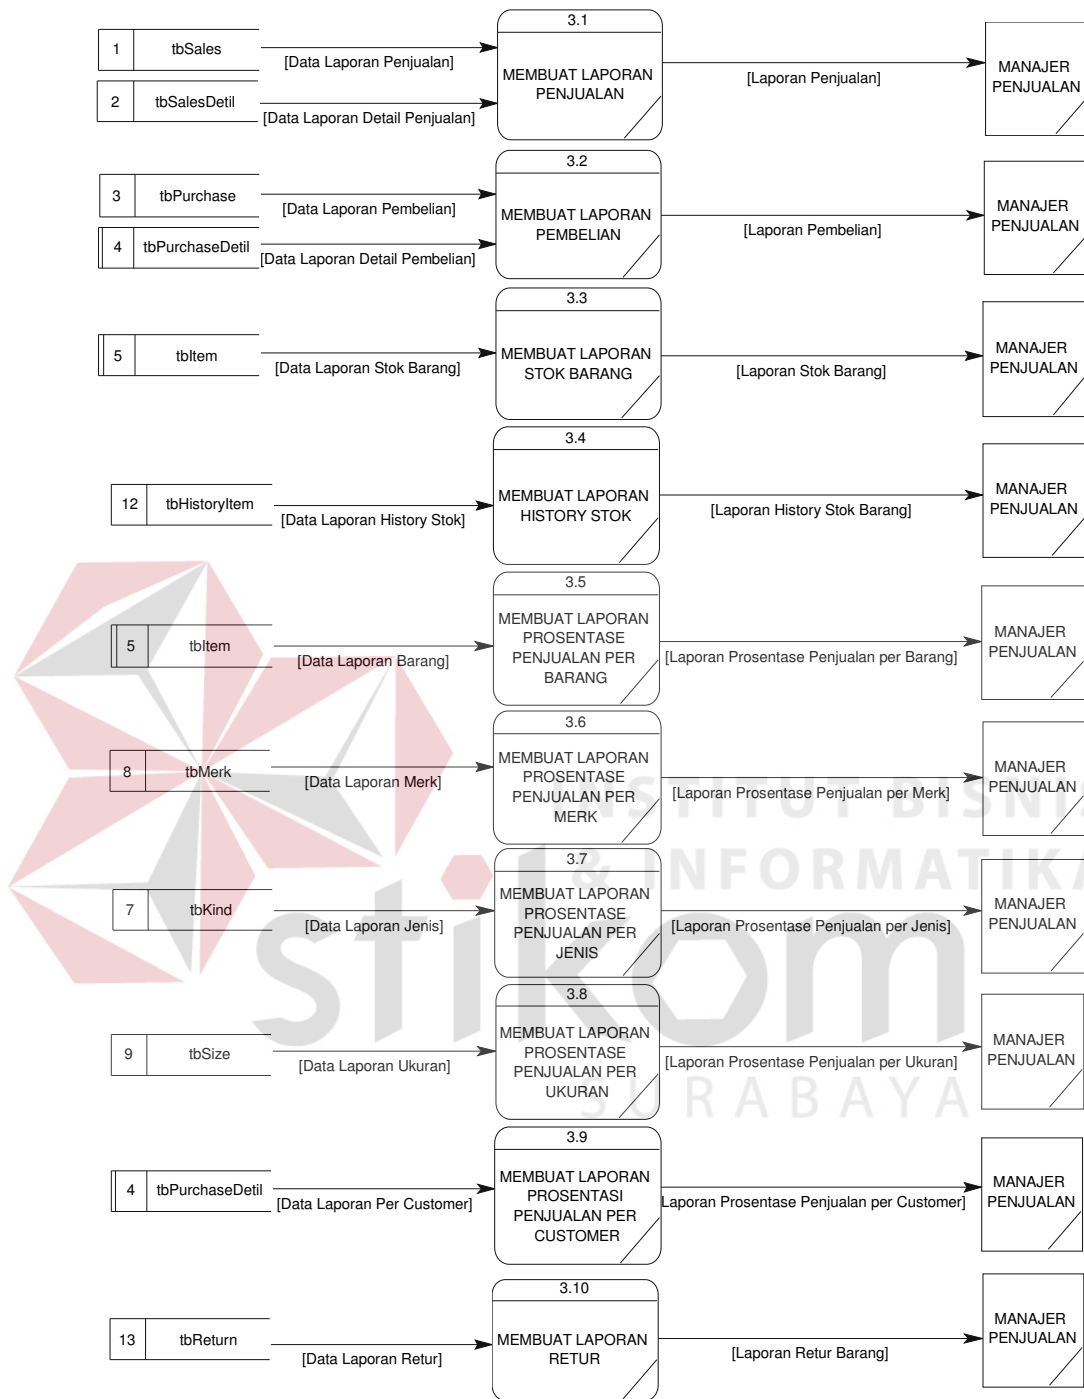 3.1
1 tbSales
[Data Laporan Penjualan]
2 tbSalesDetil
[Data Laporan Detail Penjualan]
MEMBUAT LAPORAN
PENJUALAN
[Laporan Penjualan]
MANAJER
PENJUALAN
3.2
3 tbPurchase
[Data Laporan Pembelian]
4 tbPurchaseDetil
[Data Laporan Detail Pembelian]
MEMBUAT LAPORAN
PEMBELIAN
[Laporan Pembelian]
MANAJER
PENJUALAN
3.3
5 tbItem
[Data Laporan Stok Barang]
MEMBUAT LAPORAN
STOK BARANG
[Laporan Stok Barang]
MANAJER
PENJUALAN
3.4
12 tbHistoryItem
[Data Laporan History Stok]
MEMBUAT LAPORAN
HISTORY STOK
[Laporan History Stok Barang]
MANAJER
PENJUALAN
3.5
5 tbItem
[Data Laporan Barang]
MEMBUAT LAPORAN
PROSENTASE
PENJUALAN PER
BARANG
[Laporan Prosentase Penjualan per Barang]
MANAJER
PENJUALAN
3.6
8 tbMerk
[Data Laporan Merk]
MEMBUAT LAPORAN
PROSENTASE
PENJUALAN PER
MERK
[Laporan Prosentase Penjualan per Merk]
MANAJER
PENJUALAN
INSTITUT BISNIS
& INFORMATIKA
stikom
SURABAYA
3.7
7 tbKind
[Data Laporan Jenis]
MEMBUAT LAPORAN
PROSENTASE
PENJUALAN PER
JENIS
[Laporan Prosentase Penjualan per Jenis]
MANAJER
PENJUALAN
3.8
9 tbSize
[Data Laporan Ukuran]
MEMBUAT LAPORAN
PROSENTASE
PENJUALAN PER
UKURAN
[Laporan Prosentase Penjualan per Ukuran]
MANAJER
PENJUALAN
3.9
4 tbPurchaseDetil
[Data Laporan Per Customer]
MEMBUAT LAPORAN
PROSENTASI
PENJUALAN PER
CUSTOMER
[Laporan Prosentase Penjualan per Customer]
MANAJER
PENJUALAN
3.10
13 tbReturn
[Data Laporan Retur]
MEMBUAT LAPORAN
RETUR
[Laporan Retur Barang]
MANAJER
PENJUALAN